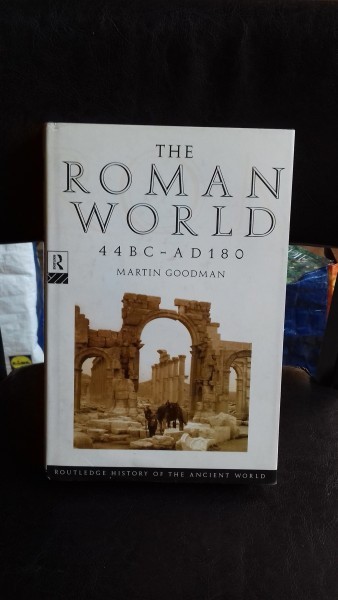 THE
ROMAN
WORLD
44BC-AD180
MARTIN GOODMAN
R
ROUTLEDGE HISTORY OF THE ANCIENT WORLD